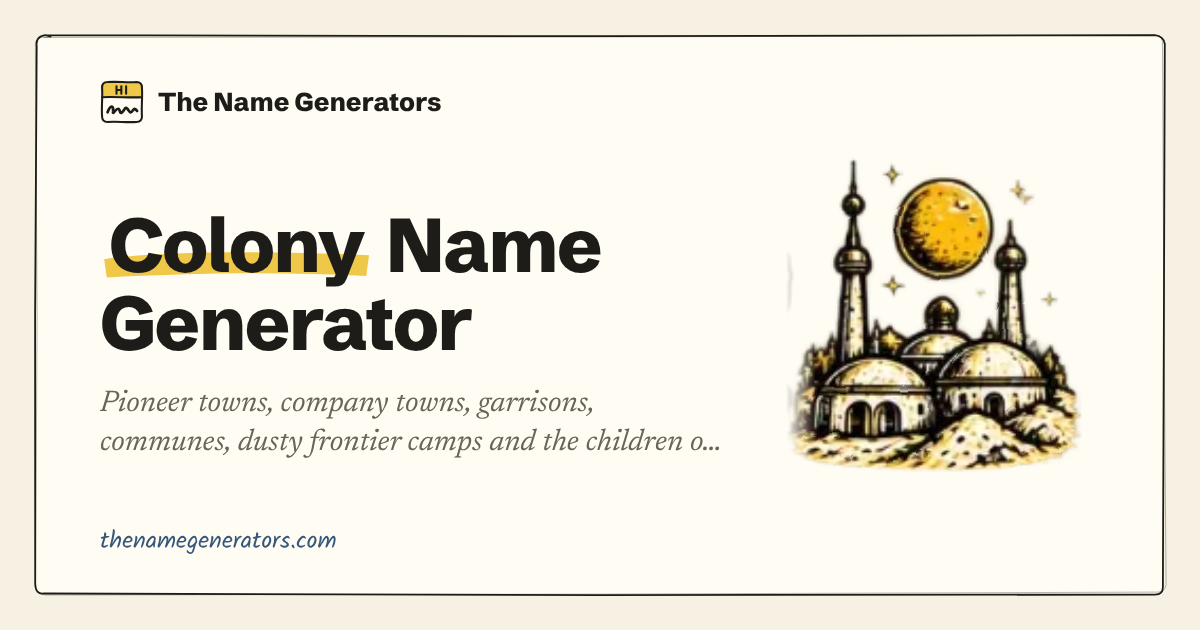 HI
The Name Generators
Colony Name
Generator
Pioneer towns, company towns, garrisons,
communes, dusty frontier camps and the children o...
thenamegenerators.com